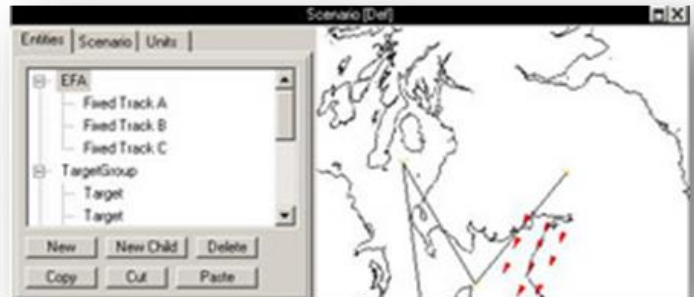 Scenario [Def]
Entities Scenario Units
EFA
Fixed Track A
Fixed Track B
Fixed Track C
TargetGroup
Target
Target
New New Child Delete
Copy Cut Paste